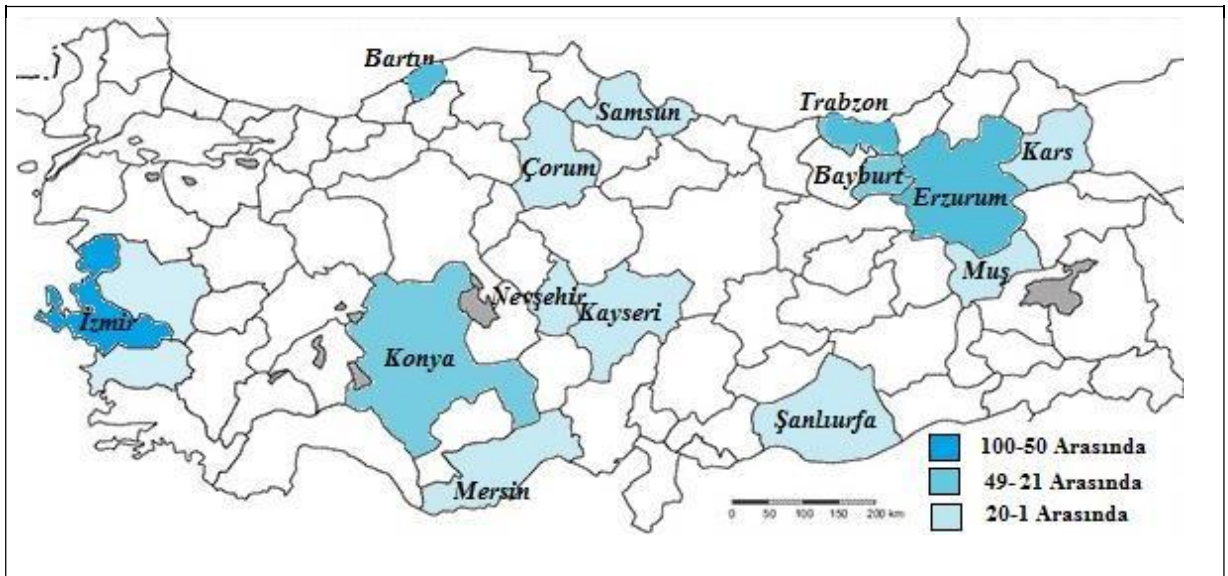 Bartın
Samsun
Trabzon
Çorum
Kars
Bayburt
Erzurum
Muş
Nevşehir
Kayseri
İzmir
Konya
Şanlıurfa
Mersin
100-50 Arasında
49- 21 Arasında
20-1 Arasında
0 50 100 150 200 km